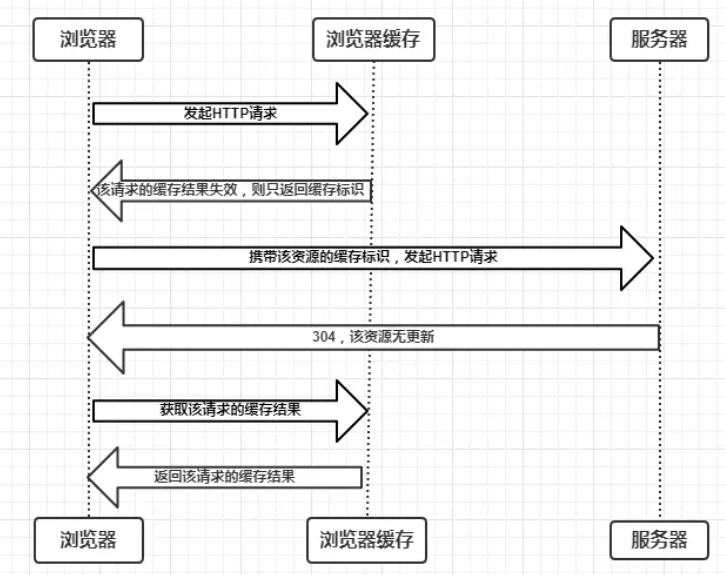 浏览器
浏览器缓存
服务器
发起HTTP请求
该请求的缓存结果失效，则只返回缓存标识
携带该资源的缓存标识，发起HTTP请求
304，该资源无更新
获取该请求的缓存结果
返回该请求的缓存结果
浏览器
浏览器缓存
服务器